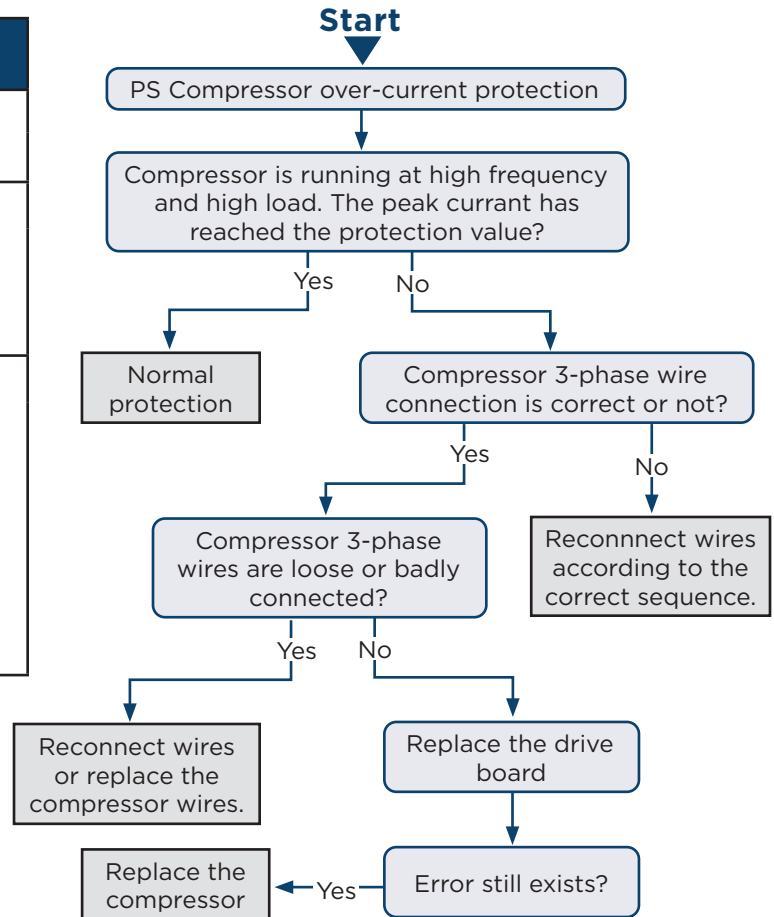 Start
PS Compressor over-current protection
Compressor is running at high frequency
and high load. The peak currant has
reached the protection value?
Yes
No
Normal
protection
Compressor 3-phase wire
connection is correct or not?
Yes
No
Compressor 3-phase
wires are loose or badly
connected?
Reconnnect wires
according to the
correct sequence.
Yes
No
Reconnect wires
or replace the
compressor wires.
Replace the drive
board
Replace the
compressor
Yes
Error still exists?